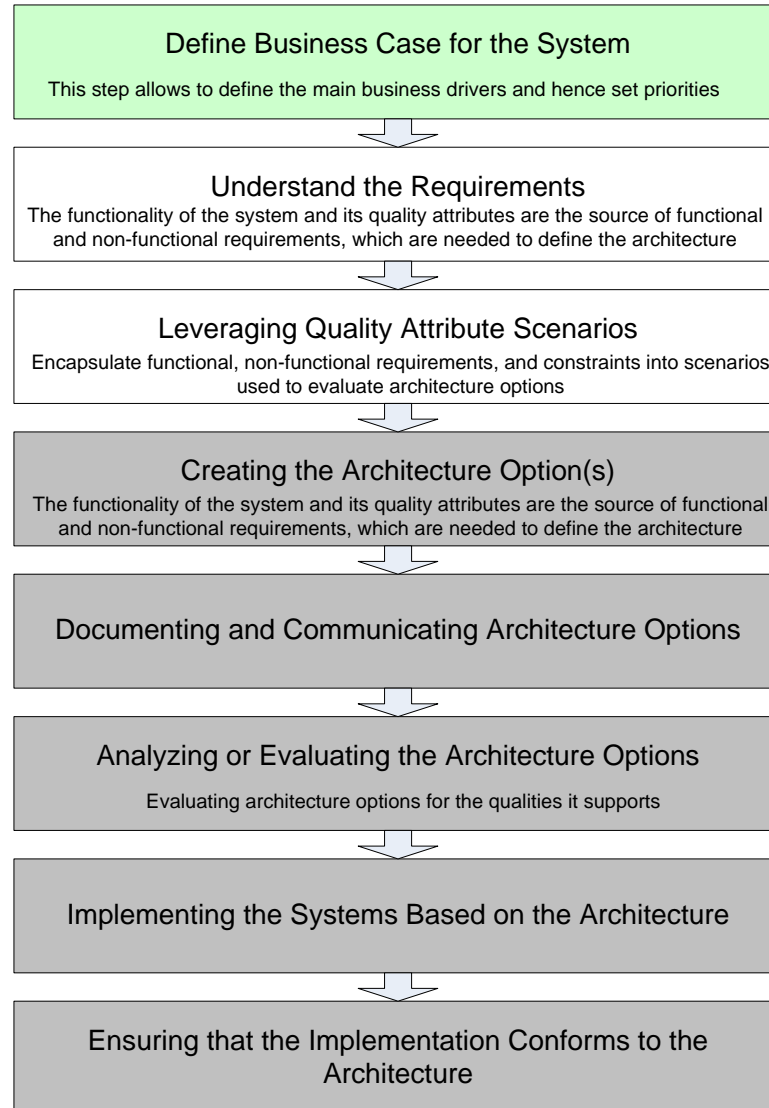 Define Business Case for the System
This step allows to define the main business drivers and hence set priorities
Understand the Requirements
The functionality of the system and its quality attributes are the source of functional
and non-functional requirements, which are needed to define the architecture
Leveraging Quality Attribute Scenarios
Encapsulate functional, non-functional requirements, and constraints into scenarios
used to evaluate architecture options
Creating the Architecture Option(s)
The functionality of the system and its quality attributes are the source of functional
and non-functional requirements, which are needed to define the architecture
Documenting and Communicating Architecture Options
Analyzing or Evaluating the Architecture Options
Evaluating architecture options for the qualities it supports
Implementing the Systems Based on the Architecture
Ensuring that the Implementation Conforms to the
Architecture